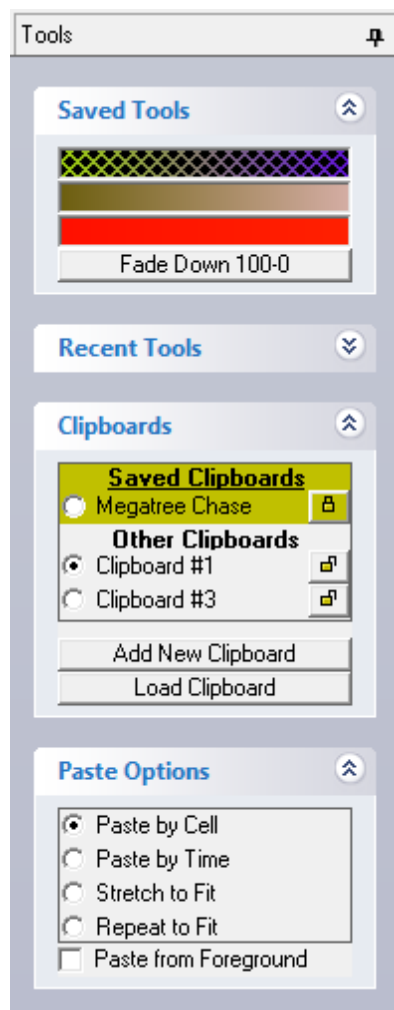 Tools
Saved Tools
Fade Down 100-0
Recent Tools
Clipboards
Saved Clipboards
Megatree Chase
Other Clipboards
Clipboard #1
Clipboard #3
Add New Clipboard
Load Clipboard
Paste Options
Paste by Cell
Paste by Time
Stretch to Fit
Repeat to Fit
Paste from Foreground